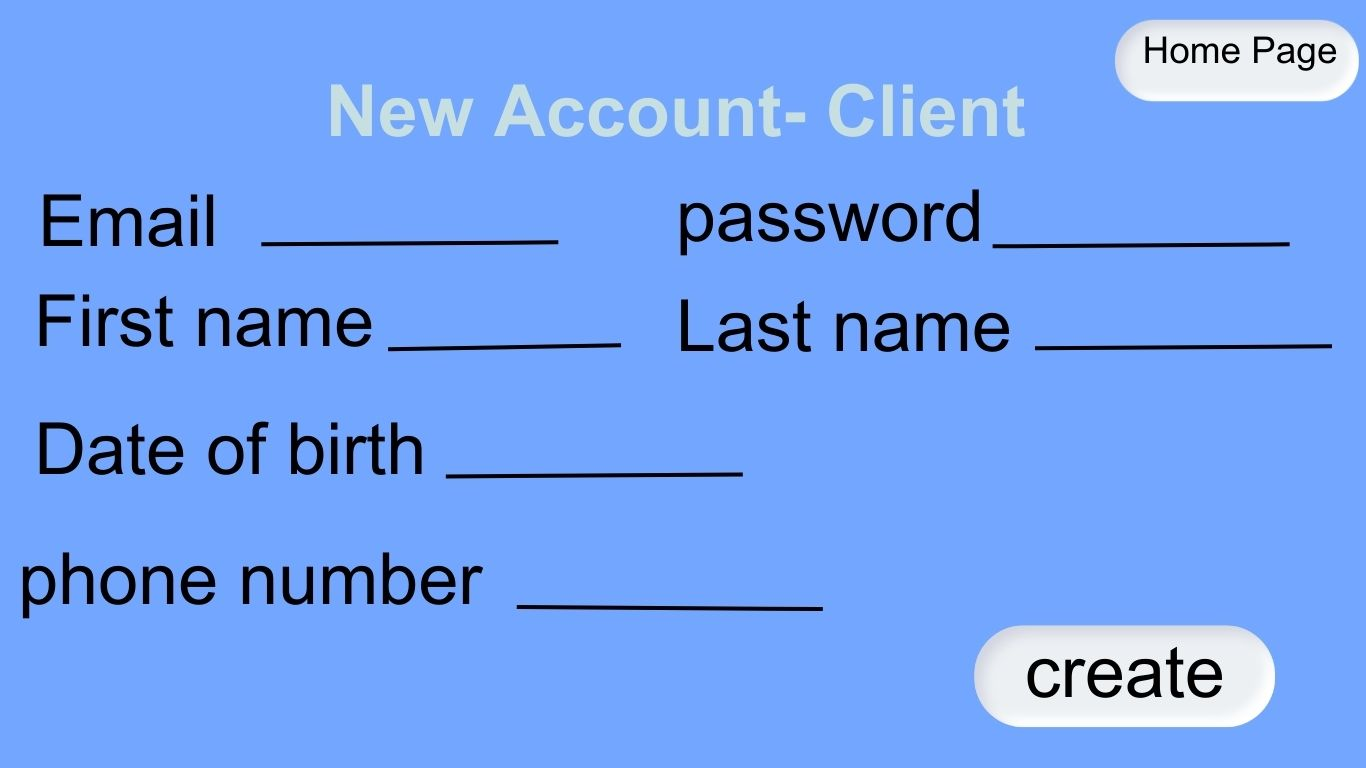 Home Page
New Account- Client
Email
password
First name
Last name
Date of birth
phone number
create